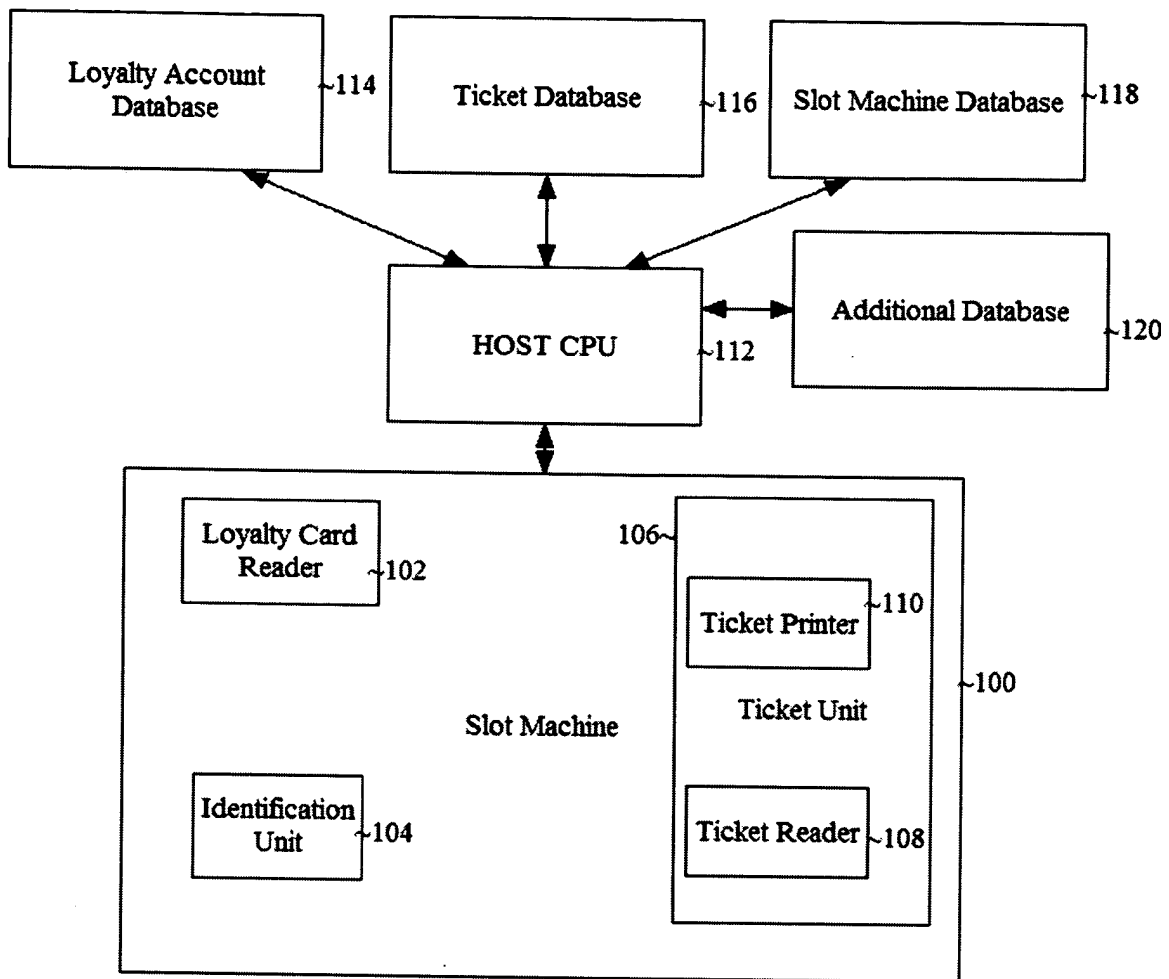 Loyalty Account
Database
~114
Ticket Database
~116
Slot Machine Database
~118
HOST CPU
~112
Additional Database
~120
Loyalty Card
Reader
~102
106~
Ticket Printer
~110
Ticket Unit
~100
Slot Machine
Identification
Unit
~104
Ticket Reader
~108